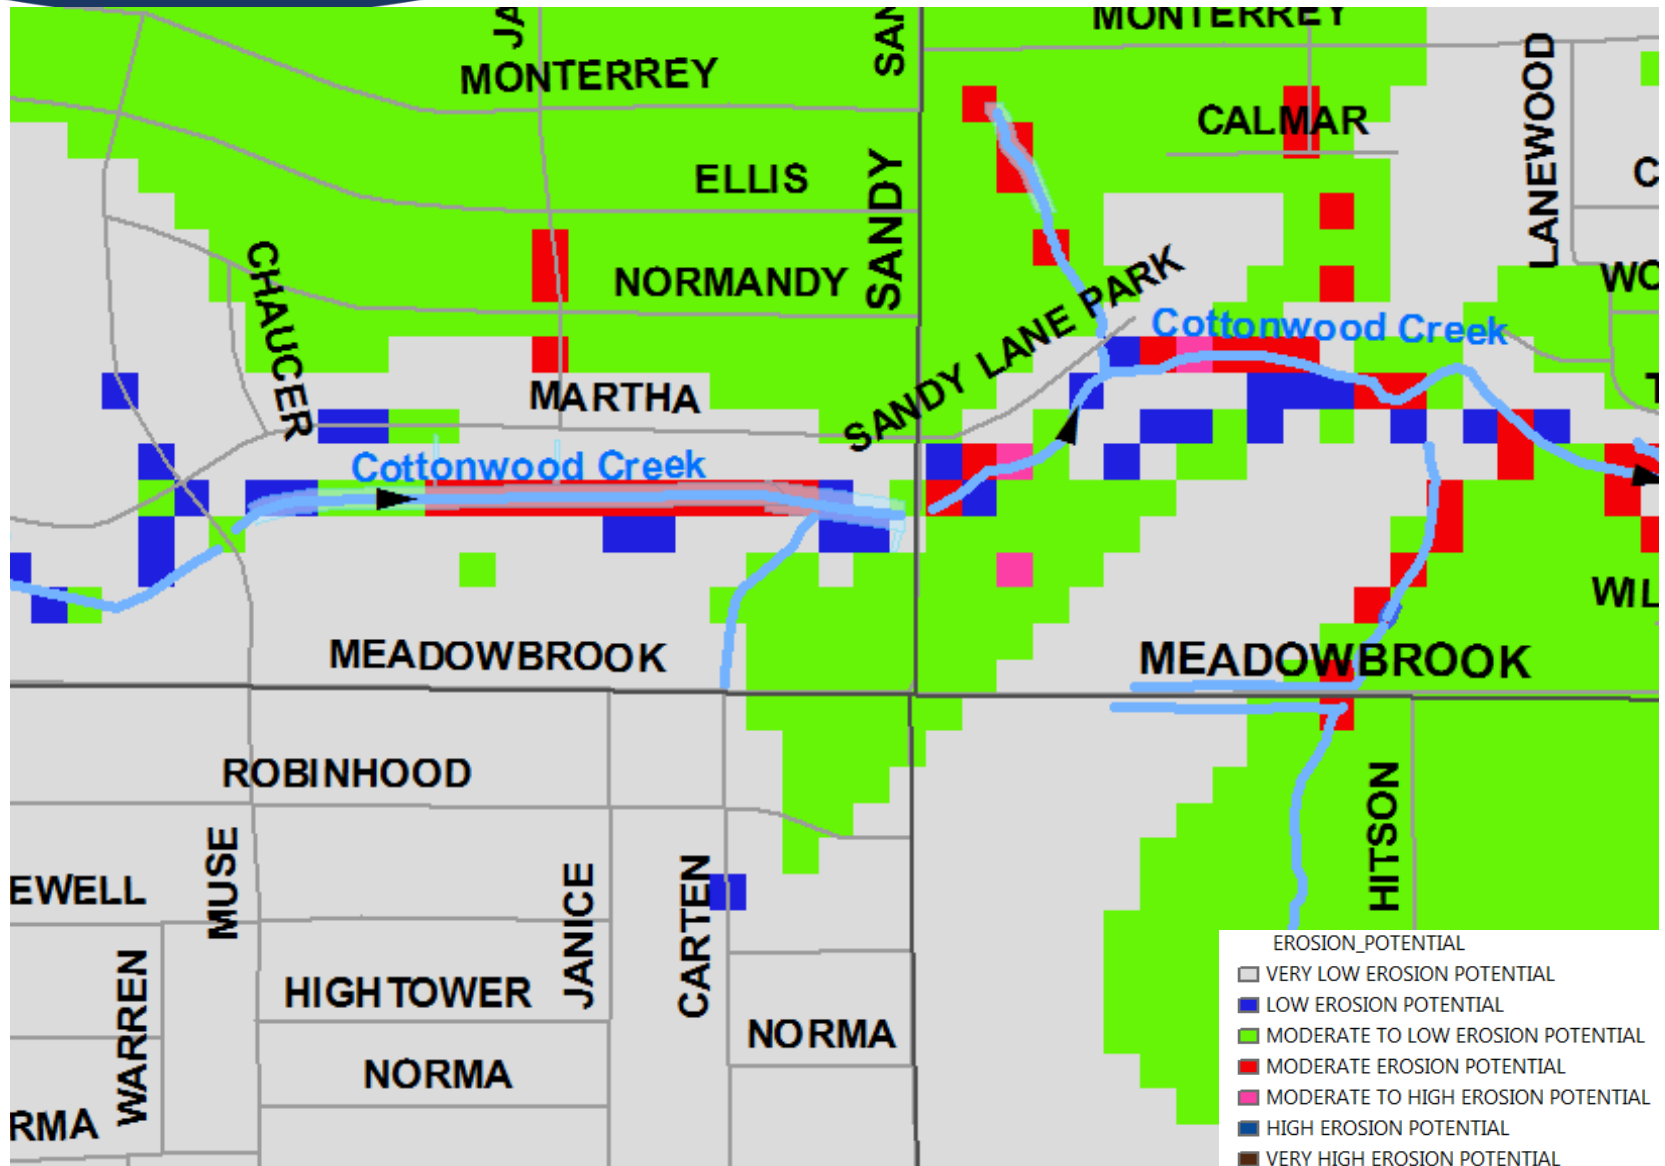 JA
SAN
MONTERREY
MONTERREY
LANEWOOD
CALMAR
ELLIS
SANDY
C
CHAUCER
NORMANDY
WO
SANDY LANE PARK
Cottonwood Creek
MARTHA
T
Cottonwood Creek
WIL
MEADOWBROOK
MEADOWBROOK
ROBINHOOD
HITSON
MUSE
EWELL
JANICE
CARTEN
WARREN
HIGHTOWER
NORMA
NORMA
RMA
EROSION_POTENTIAL
VERY LOW EROSION POTENTIAL
LOW EROSION POTENTIAL
MODERATE TO LOW EROSION POTENTIAL
MODERATE EROSION POTENTIAL
MODERATE TO HIGH EROSION POTENTIAL
HIGH EROSION POTENTIAL
VERY HIGH EROSION POTENTIAL